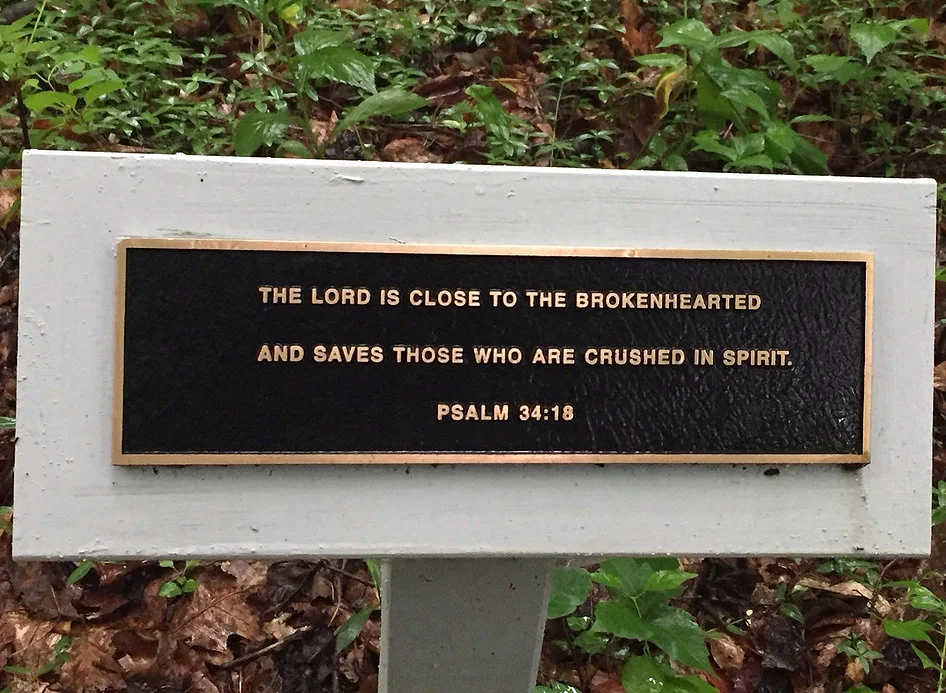 THE LORD IS CLOSE TO THE BROKENHEARTED
AND SAVES THOSE WHO ARE CRUSHED IN SPIRIT.
PSALM 34:18